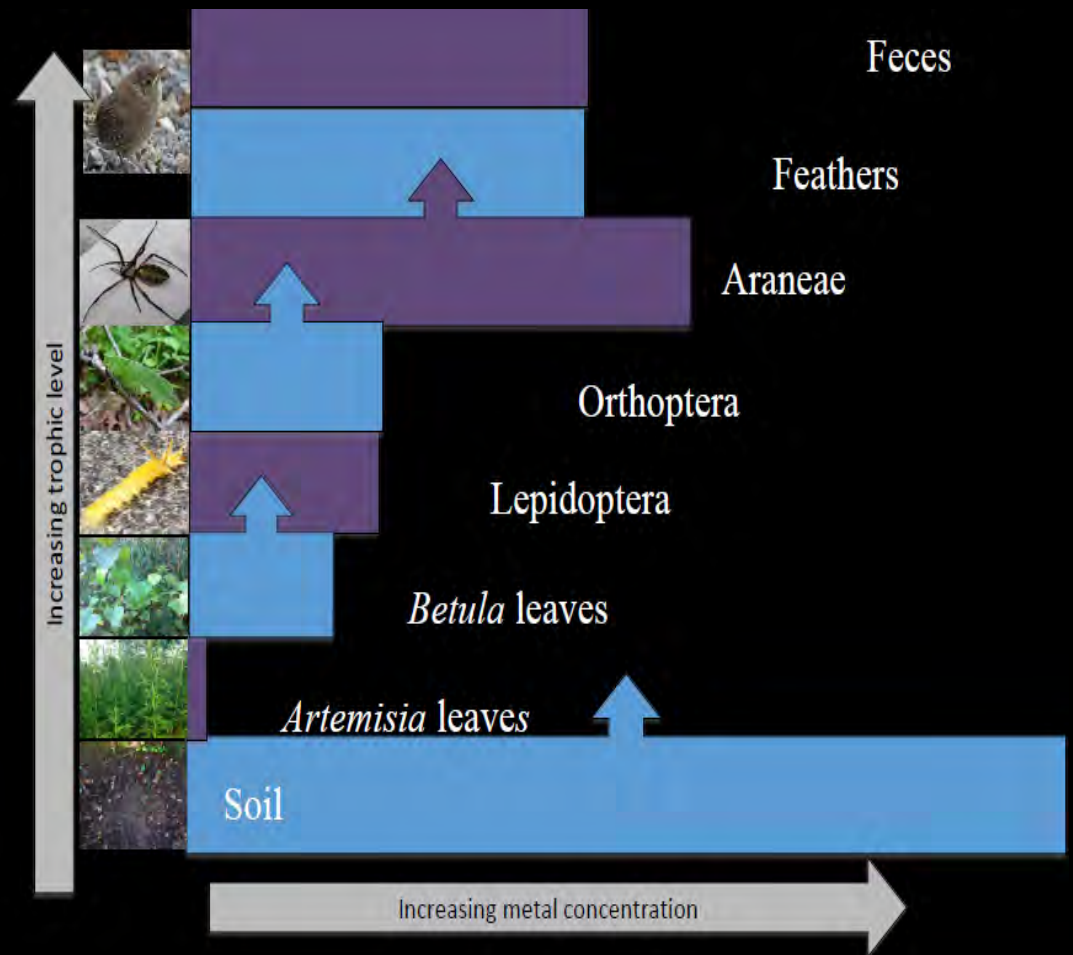 Feces
Feathers
Araneae
Orthoptera
Lepidoptera
Betula leaves
Artemisia leaves
Soil
Increasing trophic level
Increasing metal concentration